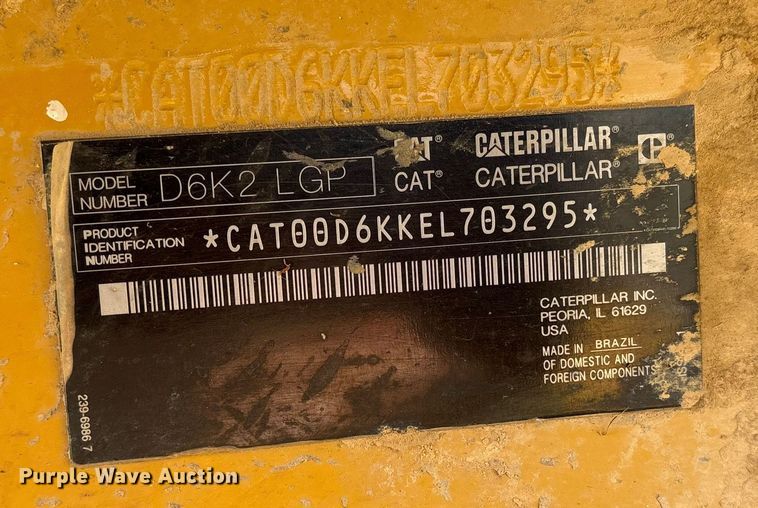 *CAT00D6KKEL703295*
CAT CATERPILLAR®
CAT® CATERPILLAR®
MODEL NUMBER D6K2 LGP
PRODUCT IDENTIFICATION NUMBER *CAT00D6KKEL703295*
CATERPILLAR INC.
PEORIA, IL 61629
USA
MADE IN BRAZIL
OF DOMESTIC AND
FOREIGN COMPONENTS
239-6986 7
Purple Wave Auction